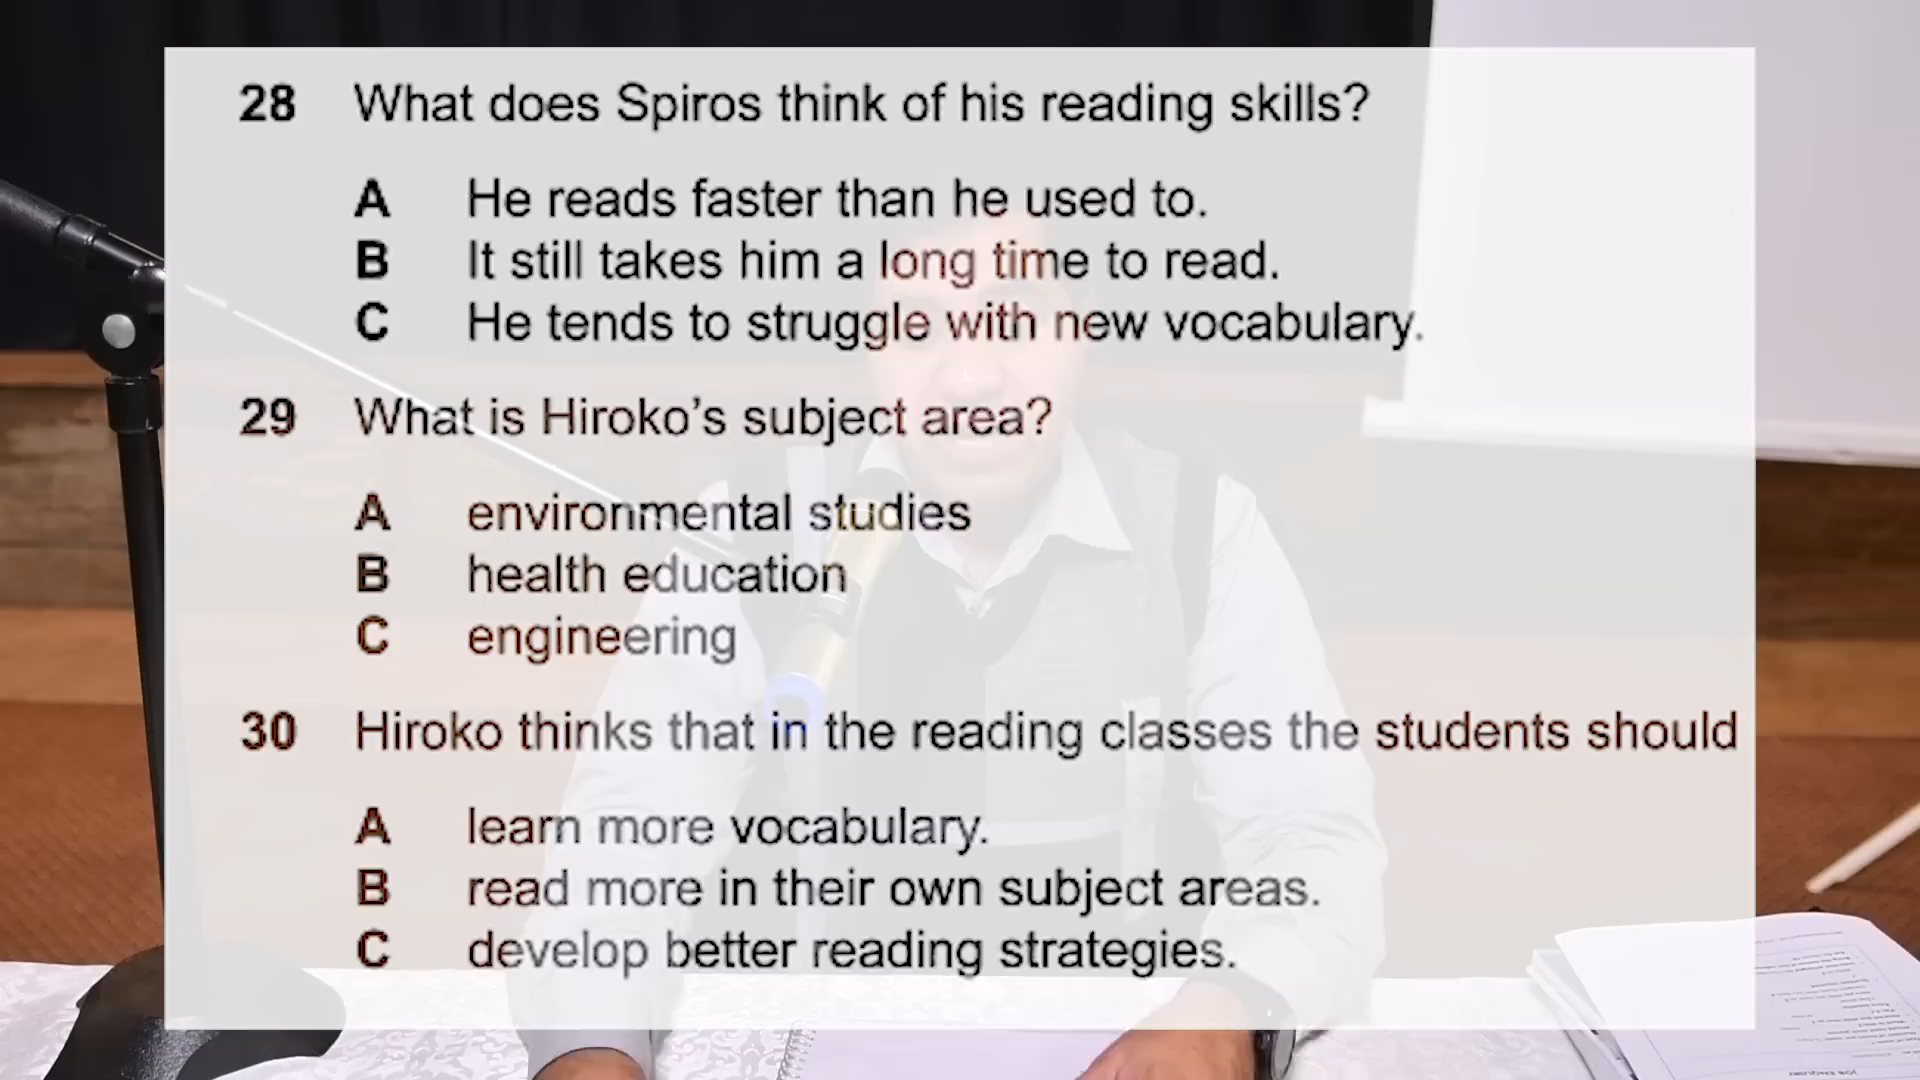 28 What does Spiros think of his reading skills?
A He reads faster than he used to.
B It still takes him a long time to read.
C He tends to struggle with new vocabulary.
29 What is Hiroko's subject area?
A environmental studies
B health education
C engineering
30 Hiroko thinks that in the reading classes the students should
A learn more vocabulary.
B read more in their own subject areas.
C develop better reading strategies.